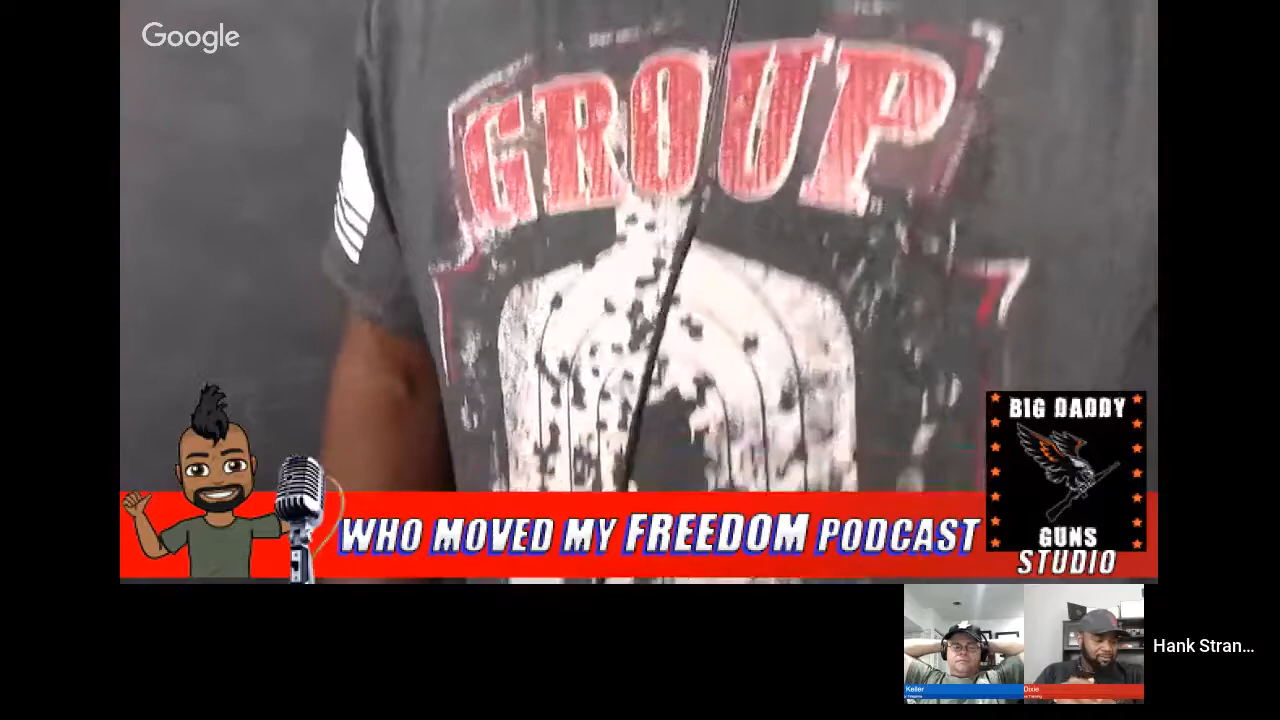 Google
GROUP
BIG DADDY
GUNS
STUDIO
WHO MOVED MY FREEDOM PODCAST
Hank Stran...
Keller
Dixie